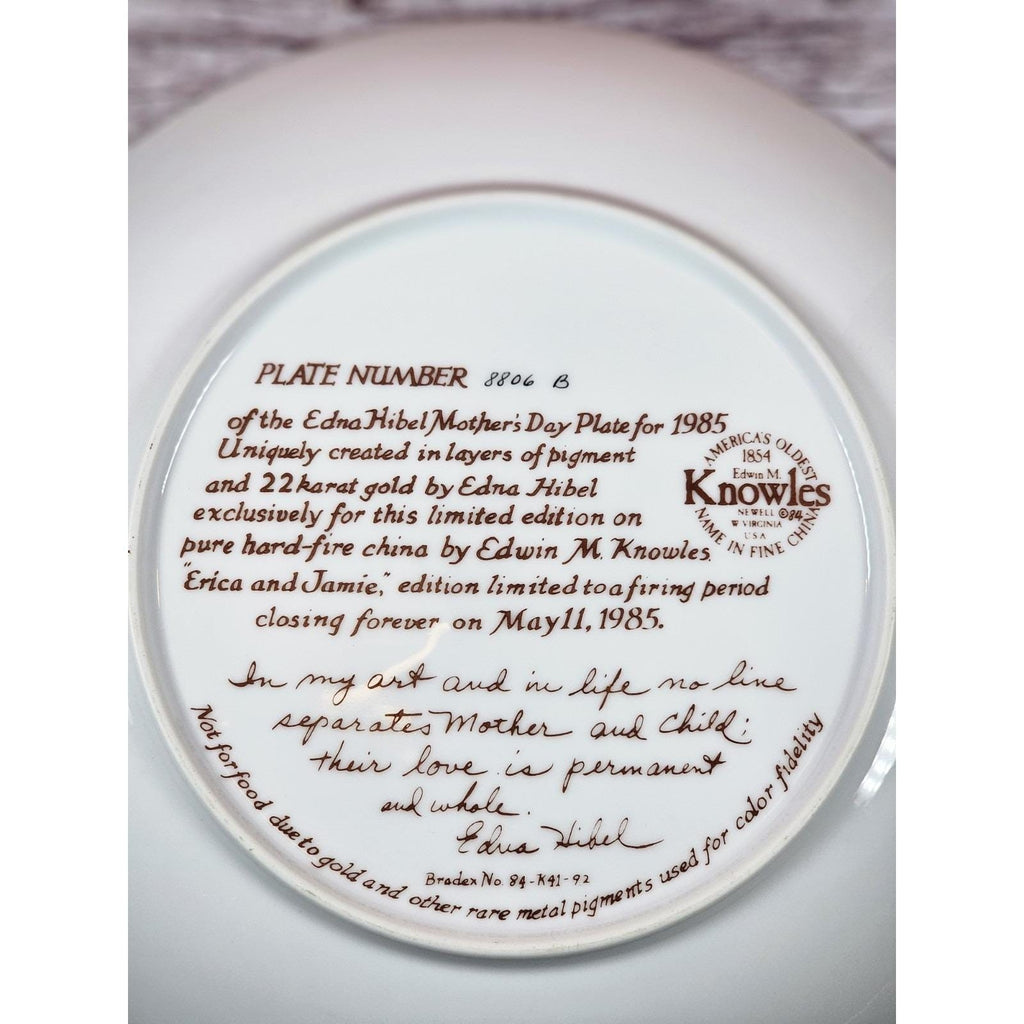 PLATE NUMBER 8806 B
of the Edna Hibel Mother's Day Plate for 1985
Uniquely created in layers of pigment
and 22 karat gold by Edna Hibel
exclusively for this limited edition on
pure hard-fire china by Edwin M. Knowles.
"Erica and Jamie," edition limited to a firing period
closing forever on May 11, 1985.
AMERICA'S OLDEST
1854
Edwin M.
Knowles
NEWELL ©84
W VIRGINIA
USA
NAME IN FINE CHINA
In my art and in life no line
separates Mother and Child;
their love is permanent
and whole.
Edna Hibel
Bradex No. 84-K41-92
Not for food due to gold and other rare metal pigments used for color fidelity